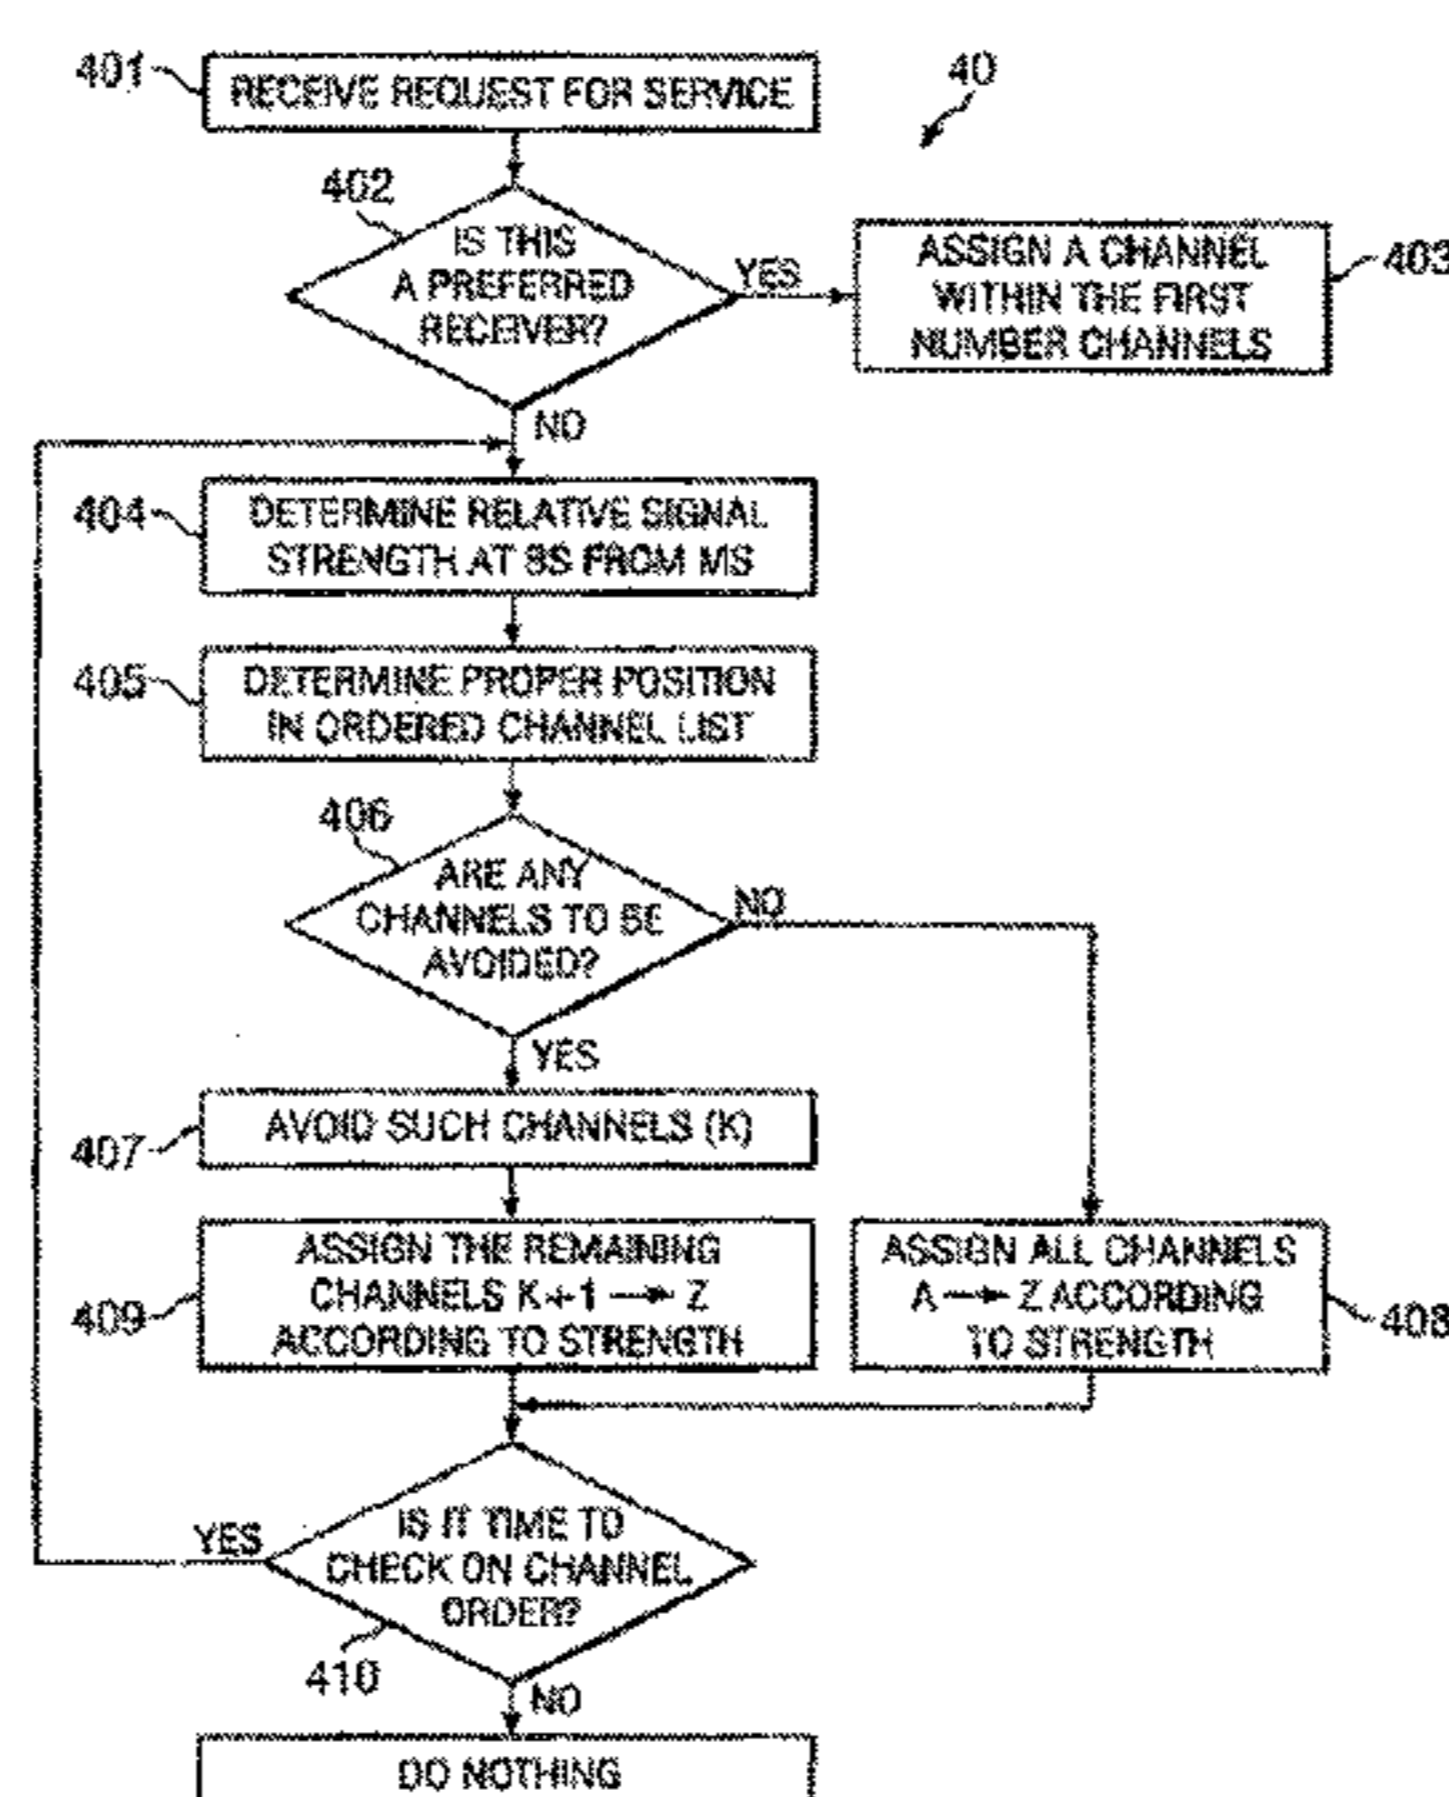 401
RECEIVE REQUEST FOR SERVICE
40
402
IS THIS
A PREFERRED
RECEIVER?
YES
ASSIGN A CHANNEL
WITHIN THE FIRST
NUMBER CHANNELS
403
NO
404
DETERMINE RELATIVE SIGNAL
STRENGTH AT BS FROM MS
405
DETERMINE PROPER POSITION
IN ORDERED CHANNEL LIST
406
ARE ANY
CHANNELS TO BE
AVOIDED?
NO
YES
407
AVOID SUCH CHANNELS (K)
409
ASSIGN THE REMAINING
CHANNELS K+1 → Z
ACCORDING TO STRENGTH
ASSIGN ALL CHANNELS
A → Z ACCORDING
TO STRENGTH
408
YES
IS IT TIME TO
CHECK ON CHANNEL
ORDER?
410
NO
DO NOTHING